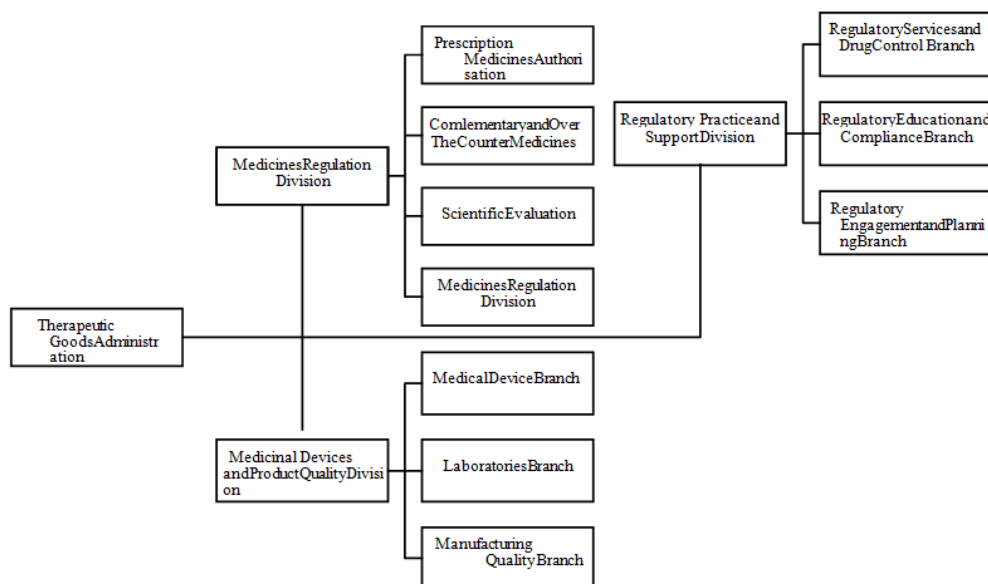 Prescription
MedicinesAuthori
sation
ComlementaryandOver
TheCounterMedicines
MedicinesRegulation
Division
ScientificEvaluation
MedicinesRegulation
Division
Regulatory Practiceand
SupportDivision
RegulatoryServicesand
DrugControl Branch
RegulatoryEducationand
ComplianceBranch
Regulatory
EngagementandPlanni
ngBranch
Therapeutic
GoodsAdministr
ation
MedicalDeviceBranch
Medicinal Devices
andProductQualityDivisi
on
LaboratoriesBranch
Manufacturing
QualityBranch